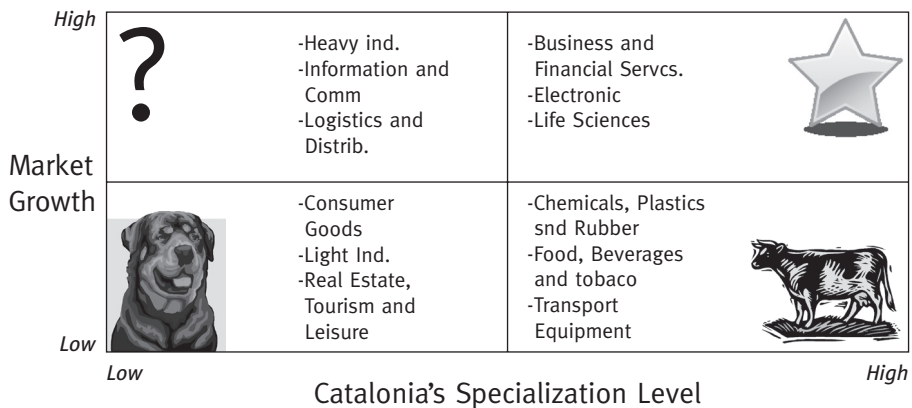 High
?
-Heavy ind.
-Information and
Comm
-Logistics and
Distrib.
-Business and
Financial Servcs.
-Electronic
-Life Sciences
Market
Growth
-Consumer
Goods
-Light Ind.
-Real Estate,
Tourism and
Leisure
-Chemicals, Plastics
snd Rubber
-Food, Beverages
and tobaco
-Transport
Equipment
Low
Low
High
Catalonia's Specialization Level